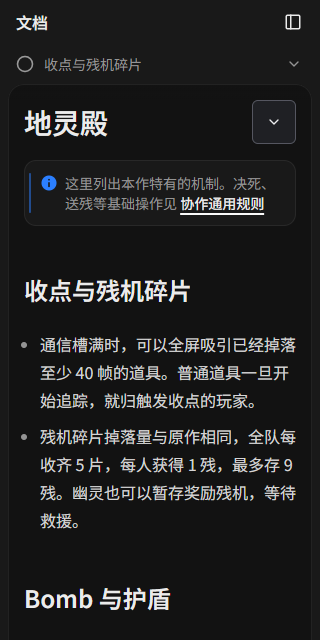 文档
收点与残机碎片
地灵殿
这里列出本作特有的机制。决死、
送残等基础操作见 协作通用规则
收点与残机碎片
通信槽满时，可以全屏吸引已经掉落
至少 40 帧的道具。普通道具一旦开
始追踪，就归触发收点的玩家。
残机碎片掉落量与原作相同，全队每
收齐 5 片，每人获得 1 残，最多存 9
残。幽灵也可以暂存奖励残机，等待
救援。
Bomb 与护盾